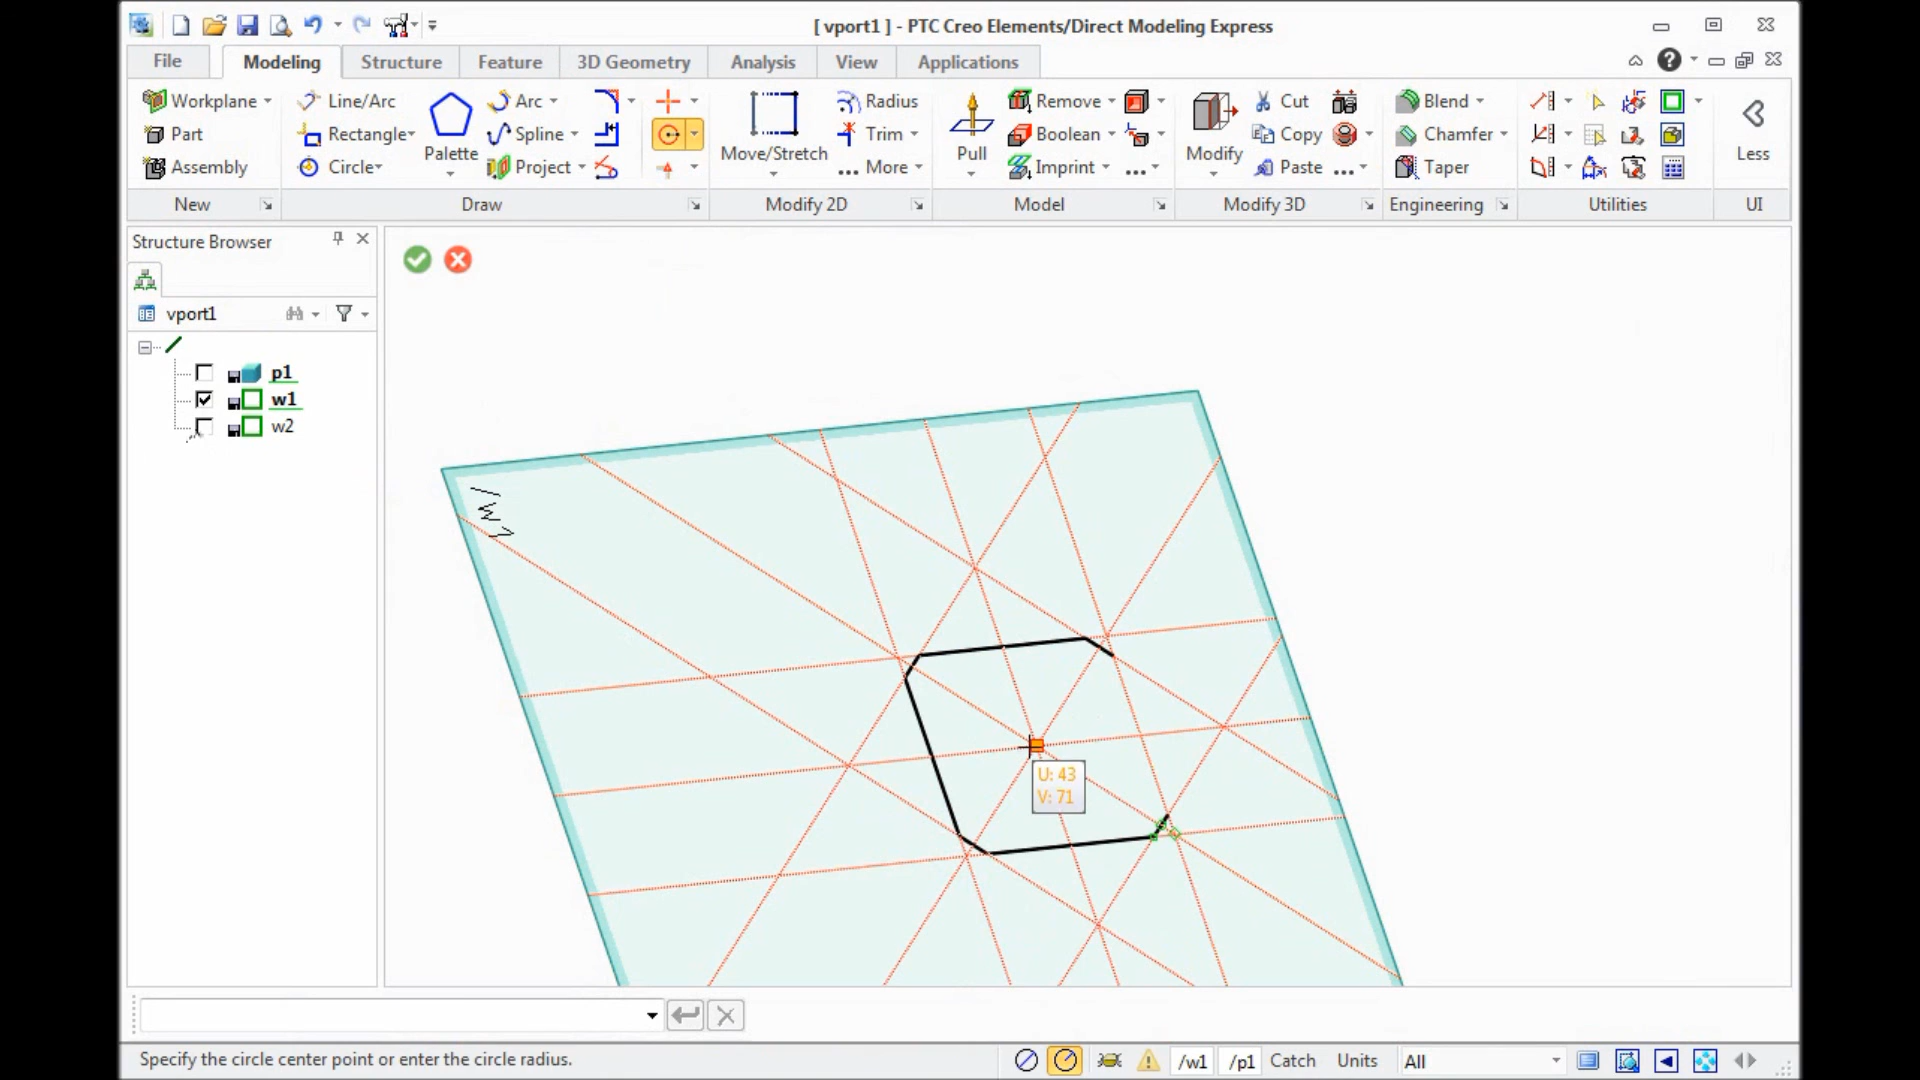 [ vport1 ] - PTC Creo Elements/Direct Modeling Express
File Modeling Structure Feature 3D Geometry Analysis View Applications
Workplane Line/Arc Arc Radius Remove Cut Blend
Part Rectangle Spline Trim Boolean Copy Chamfer
Palette Move/Stretch Pull Modify Less
Assembly Circle Project More Imprint Paste Taper
New Draw Modify 2D Model Modify 3D Engineering Utilities UI
Structure Browser
vport1
p1
w1
w2
U: 43
V: 71
Specify the circle center point or enter the circle radius.
/w1 /p1 Catch Units All